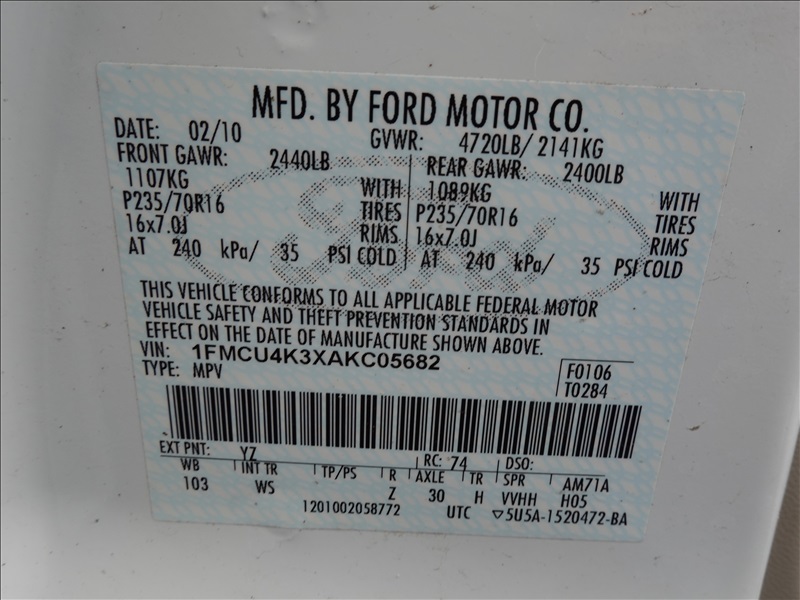 MFD. BY FORD MOTOR CO.
DATE: 02/10 GVWR: 4720LB/ 2141KG
FRONT GAWR: 2440LB REAR GAWR: 2400LB
1107KG WITH 1089KG WITH
P235/70R16 TIRES P235/70R16 TIRES
16x7.0J RIMS 16x7.0J RIMS
AT 240 kPa/ 35 PSI COLD AT 240 kPa/ 35 PSI COLD
Ford
THIS VEHICLE CONFORMS TO ALL APPLICABLE FEDERAL MOTOR
VEHICLE SAFETY AND THEFT PREVENTION STANDARDS IN
EFFECT ON THE DATE OF MANUFACTURE SHOWN ABOVE.
VIN: 1FMCU4K3XAKC05682 F0106
TYPE: MPV T0284
EXT PNT: YZ RC: 74 DSO:
WB INT TR TP/PS R AXLE TR SPR AM71A
103 WS Z 30 H VVHH H05
1201002058772 UTC ▽5U5A-1520472-BA